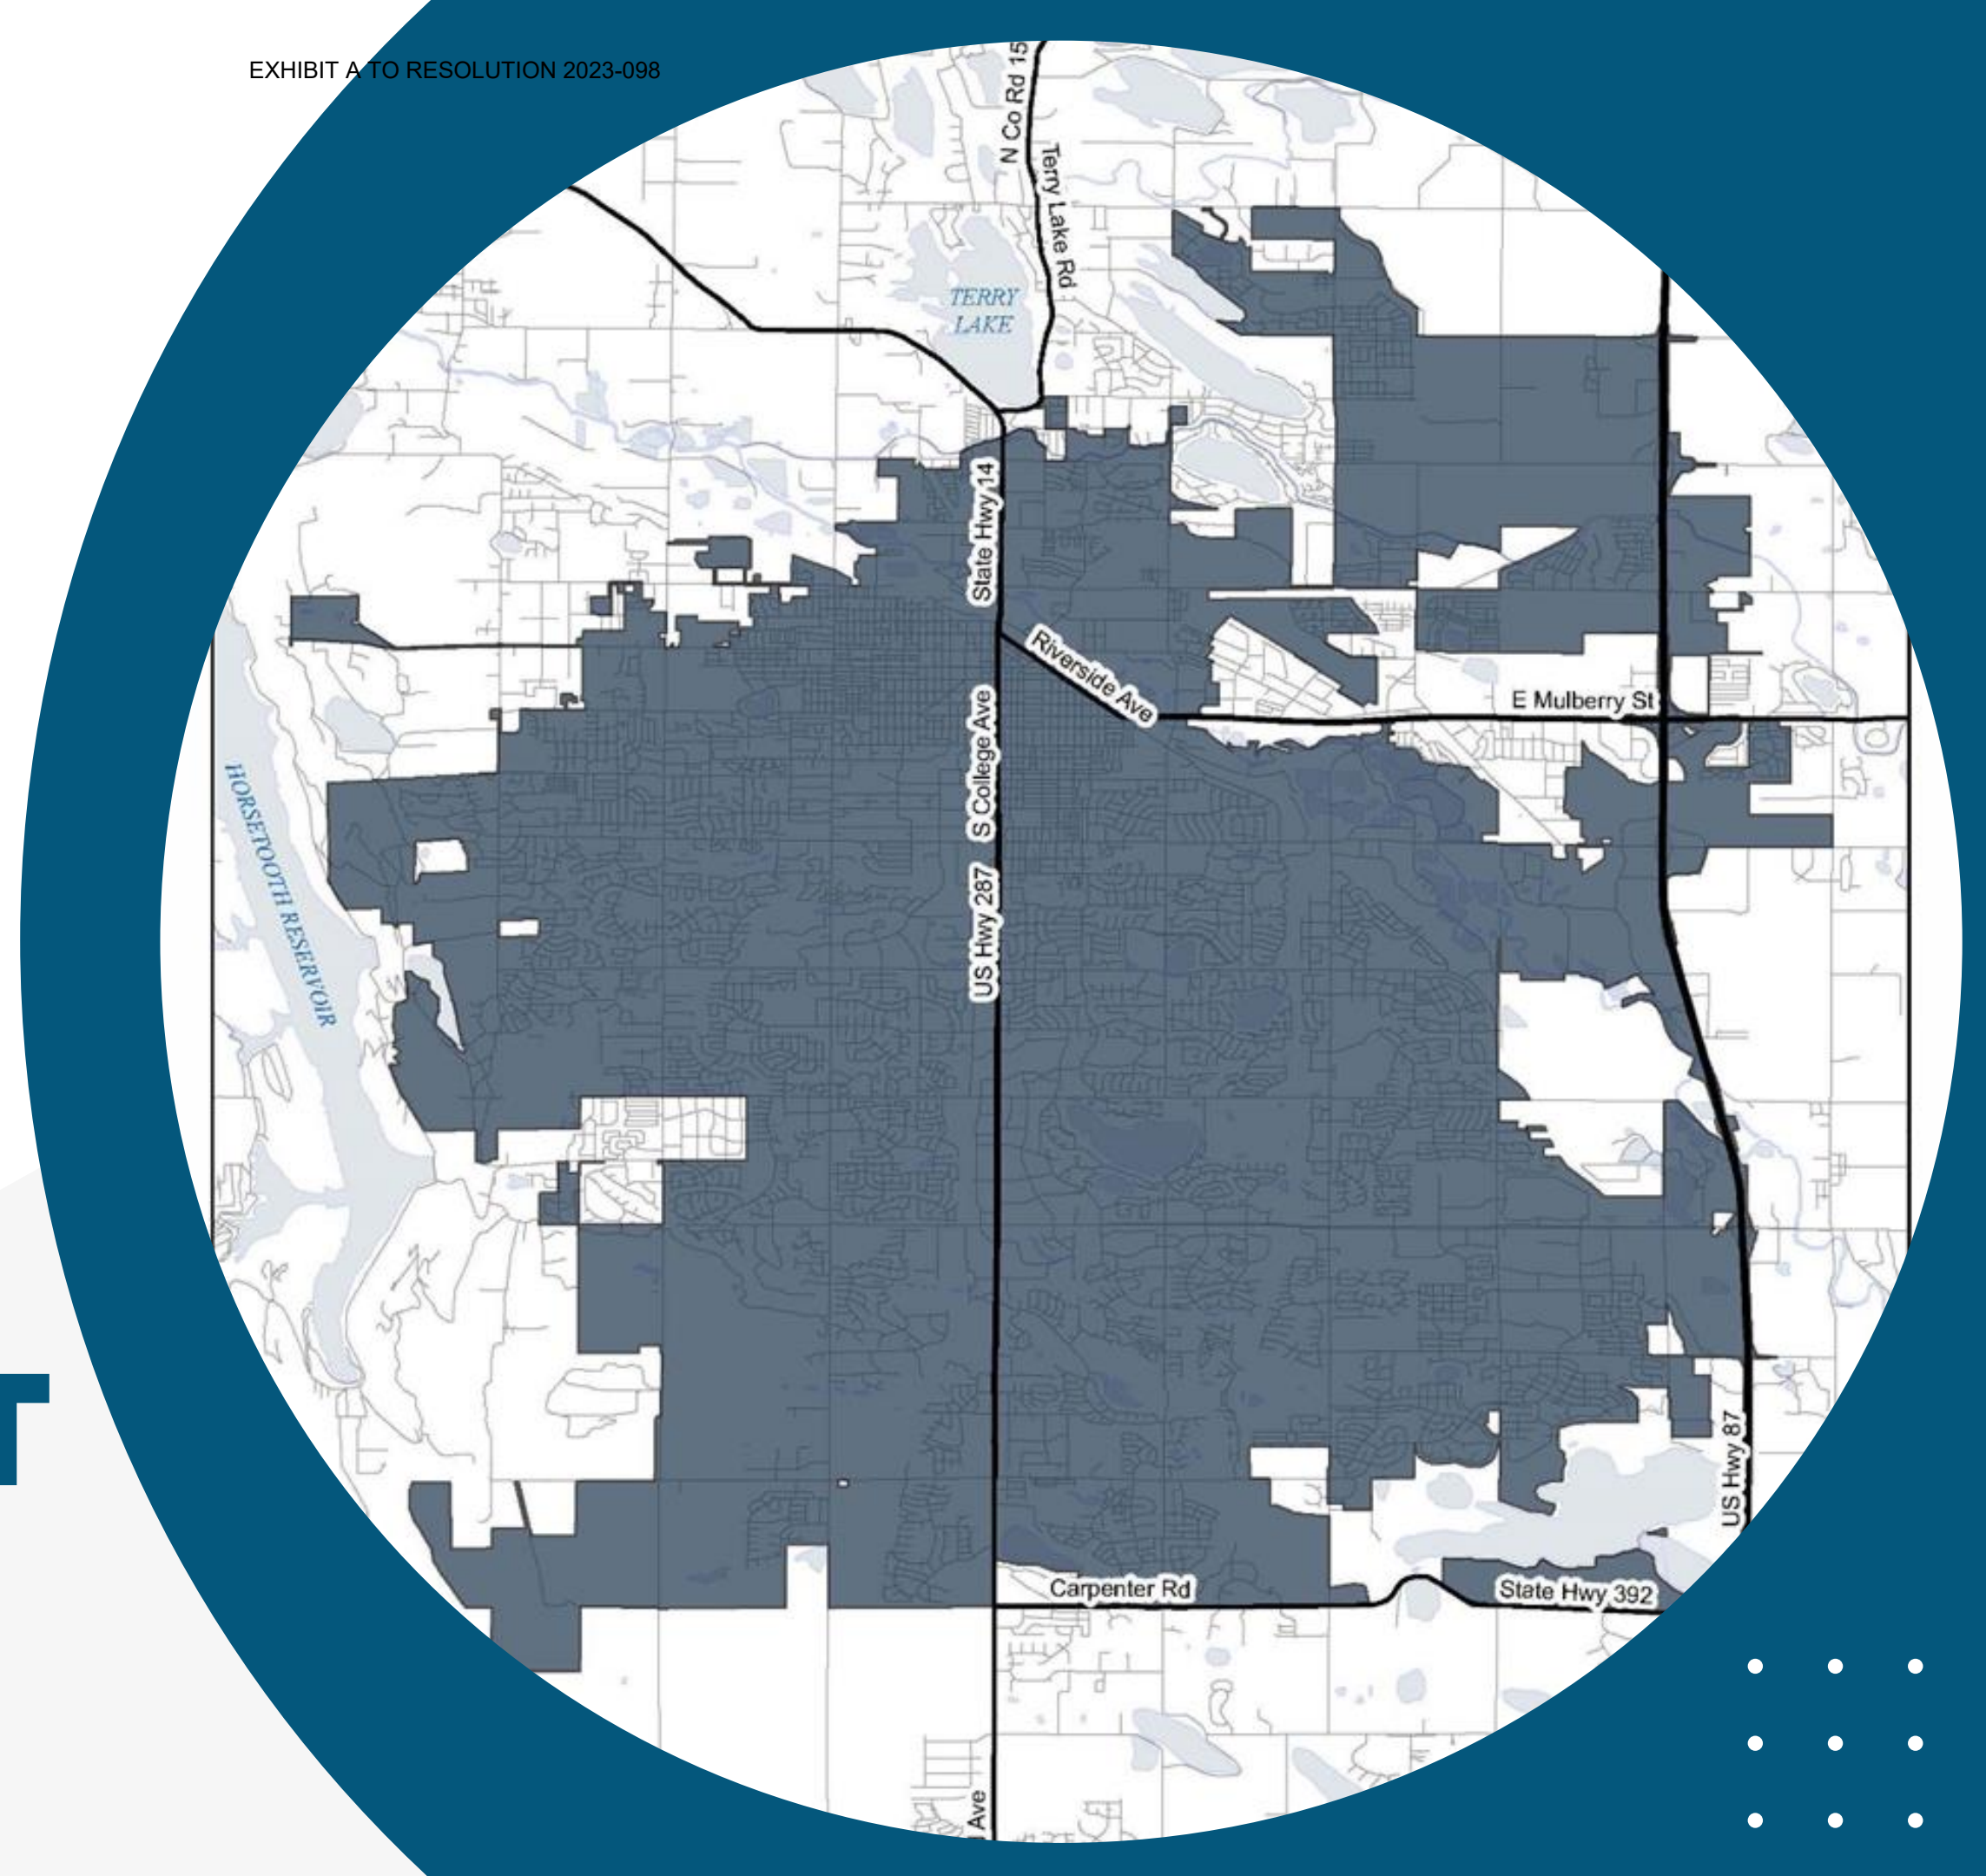 EXHIBIT A TO RESOLUTION 2023-098
N Co Rd 15
Terry Lake Rd
TERRY
LAKE
State Hwy 14
Riverside Ave
E Mulberry St
S College Ave
HORSETOOTH RESERVOIR
US Hwy 287
T
US Hwy 87
Carpenter Rd
State Hwy 392
Ave